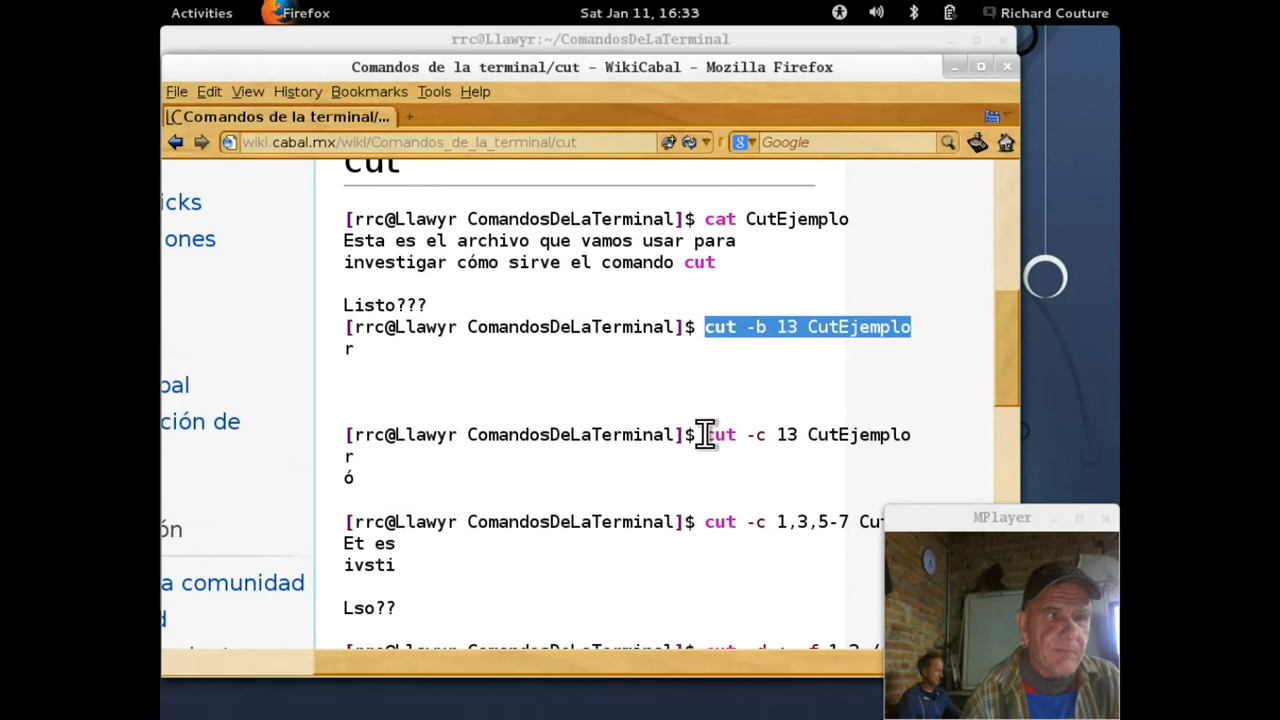 Activities Firefox Sat Jan 11, 16:33 Richard Couture
rrc@Llawyr:~/ComandosDeLaTerminal
Comandos de la terminal/cut - WikiCabal - Mozilla Firefox
File Edit View History Bookmarks Tools Help
Comandos de la terminal/...
wiki.cabal.mx/wiki/Comandos_de_la_terminal/cut Google
Cut
icks
[rrc@Llawyr ComandosDeLaTerminal]$ cat CutEjemplo
ones
Esta es el archivo que vamos usar para
investigar cómo sirve el comando cut
Listo???
[rrc@Llawyr ComandosDeLaTerminal]$ cut -b 13 CutEjemplo
r
bal
ción de
[rrc@Llawyr ComandosDeLaTerminal]$ cut -c 13 CutEjemplo
r
ó
ón
[rrc@Llawyr ComandosDeLaTerminal]$ cut -c 1,3,5-7 Cut
MPlayer
Et es
ivsti
a comunidad
Lso??